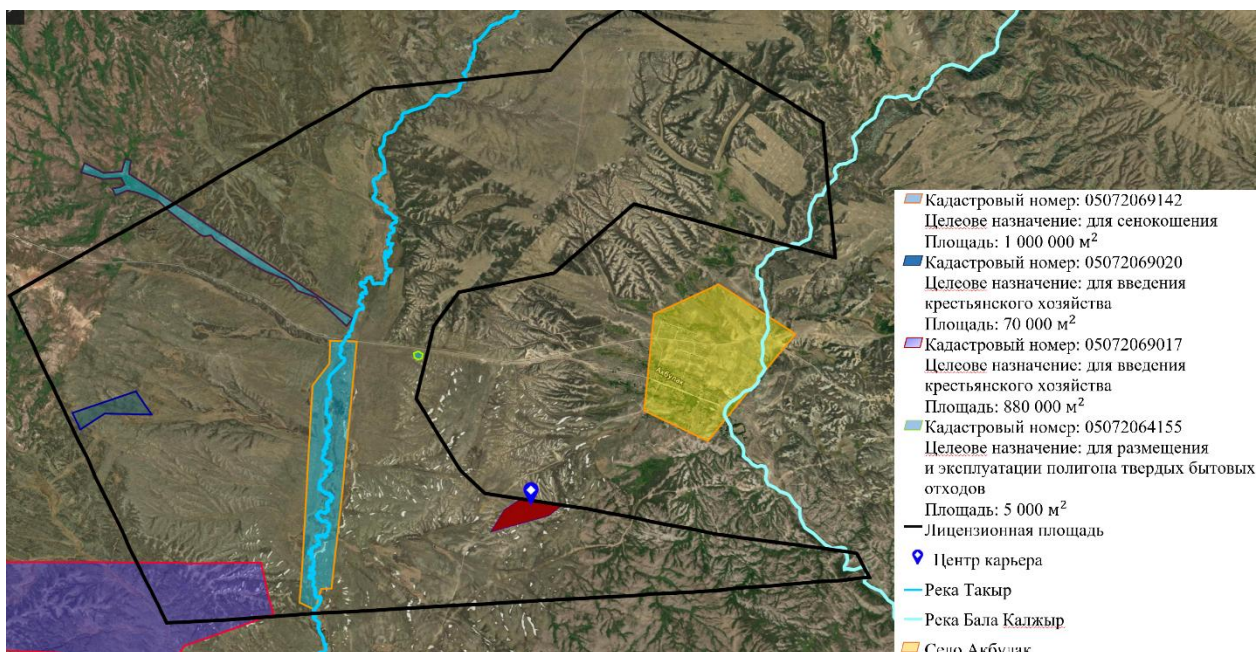 Акбулак
Кадастровый номер: 05072069142
Целеове назначение: для сенокошения
Площадь: 1 000 000 м²
Кадастровый номер: 05072069020
Целеове назначение: для введения
крестьянского хозяйства
Площадь: 70 000 м²
Кадастровый номер: 05072069017
Целеове назначение: для введения
крестьянского хозяйства
Площадь: 880 000 м²
Кадастровый номер: 05072064155
Целеове назначение: для размещения
и эксплуатации полигона твердых бытовых
отходов
Площадь: 5 000 м²
Лицензионная площадь
Центр карьера
Река Такыр
Река Бала Калжыр
Село Акбулак